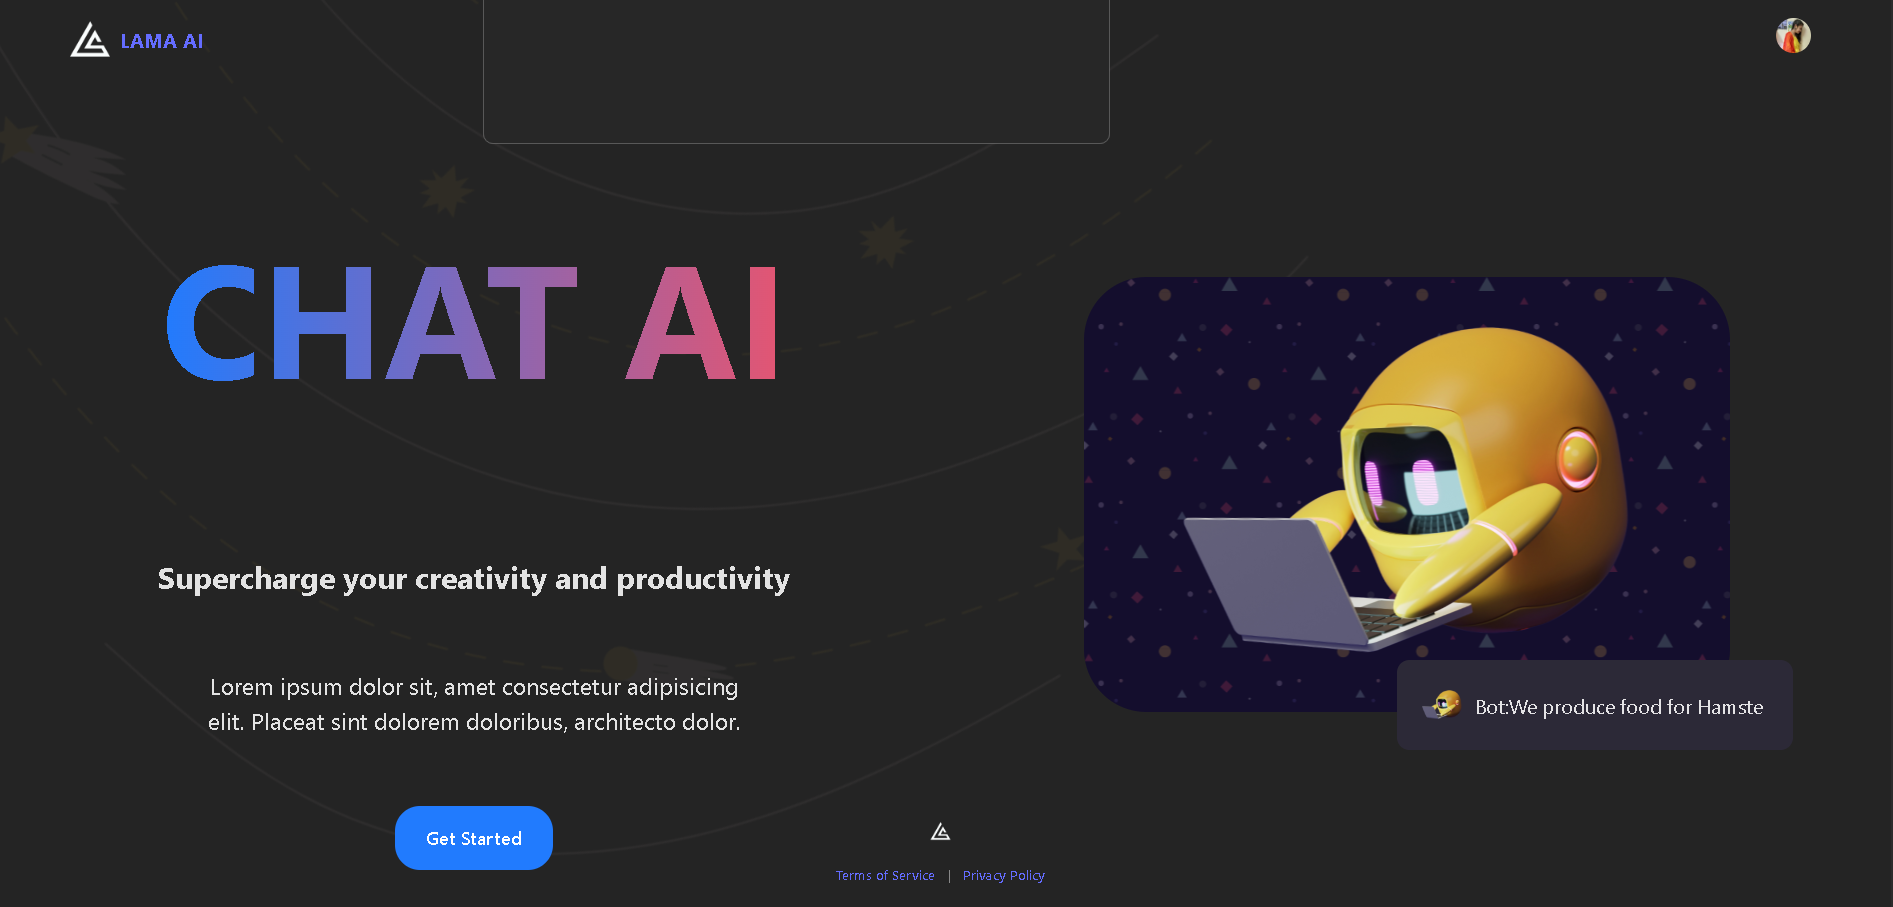 LAMA AI
CHAT AI
Supercharge your creativity and productivity
Lorem ipsum dolor sit, amet consectetur adipisicing
elit. Placeat sint dolorem doloribus, architecto dolor.
Get Started
Bot:We produce food for Hamste
Terms of Service | Privacy Policy